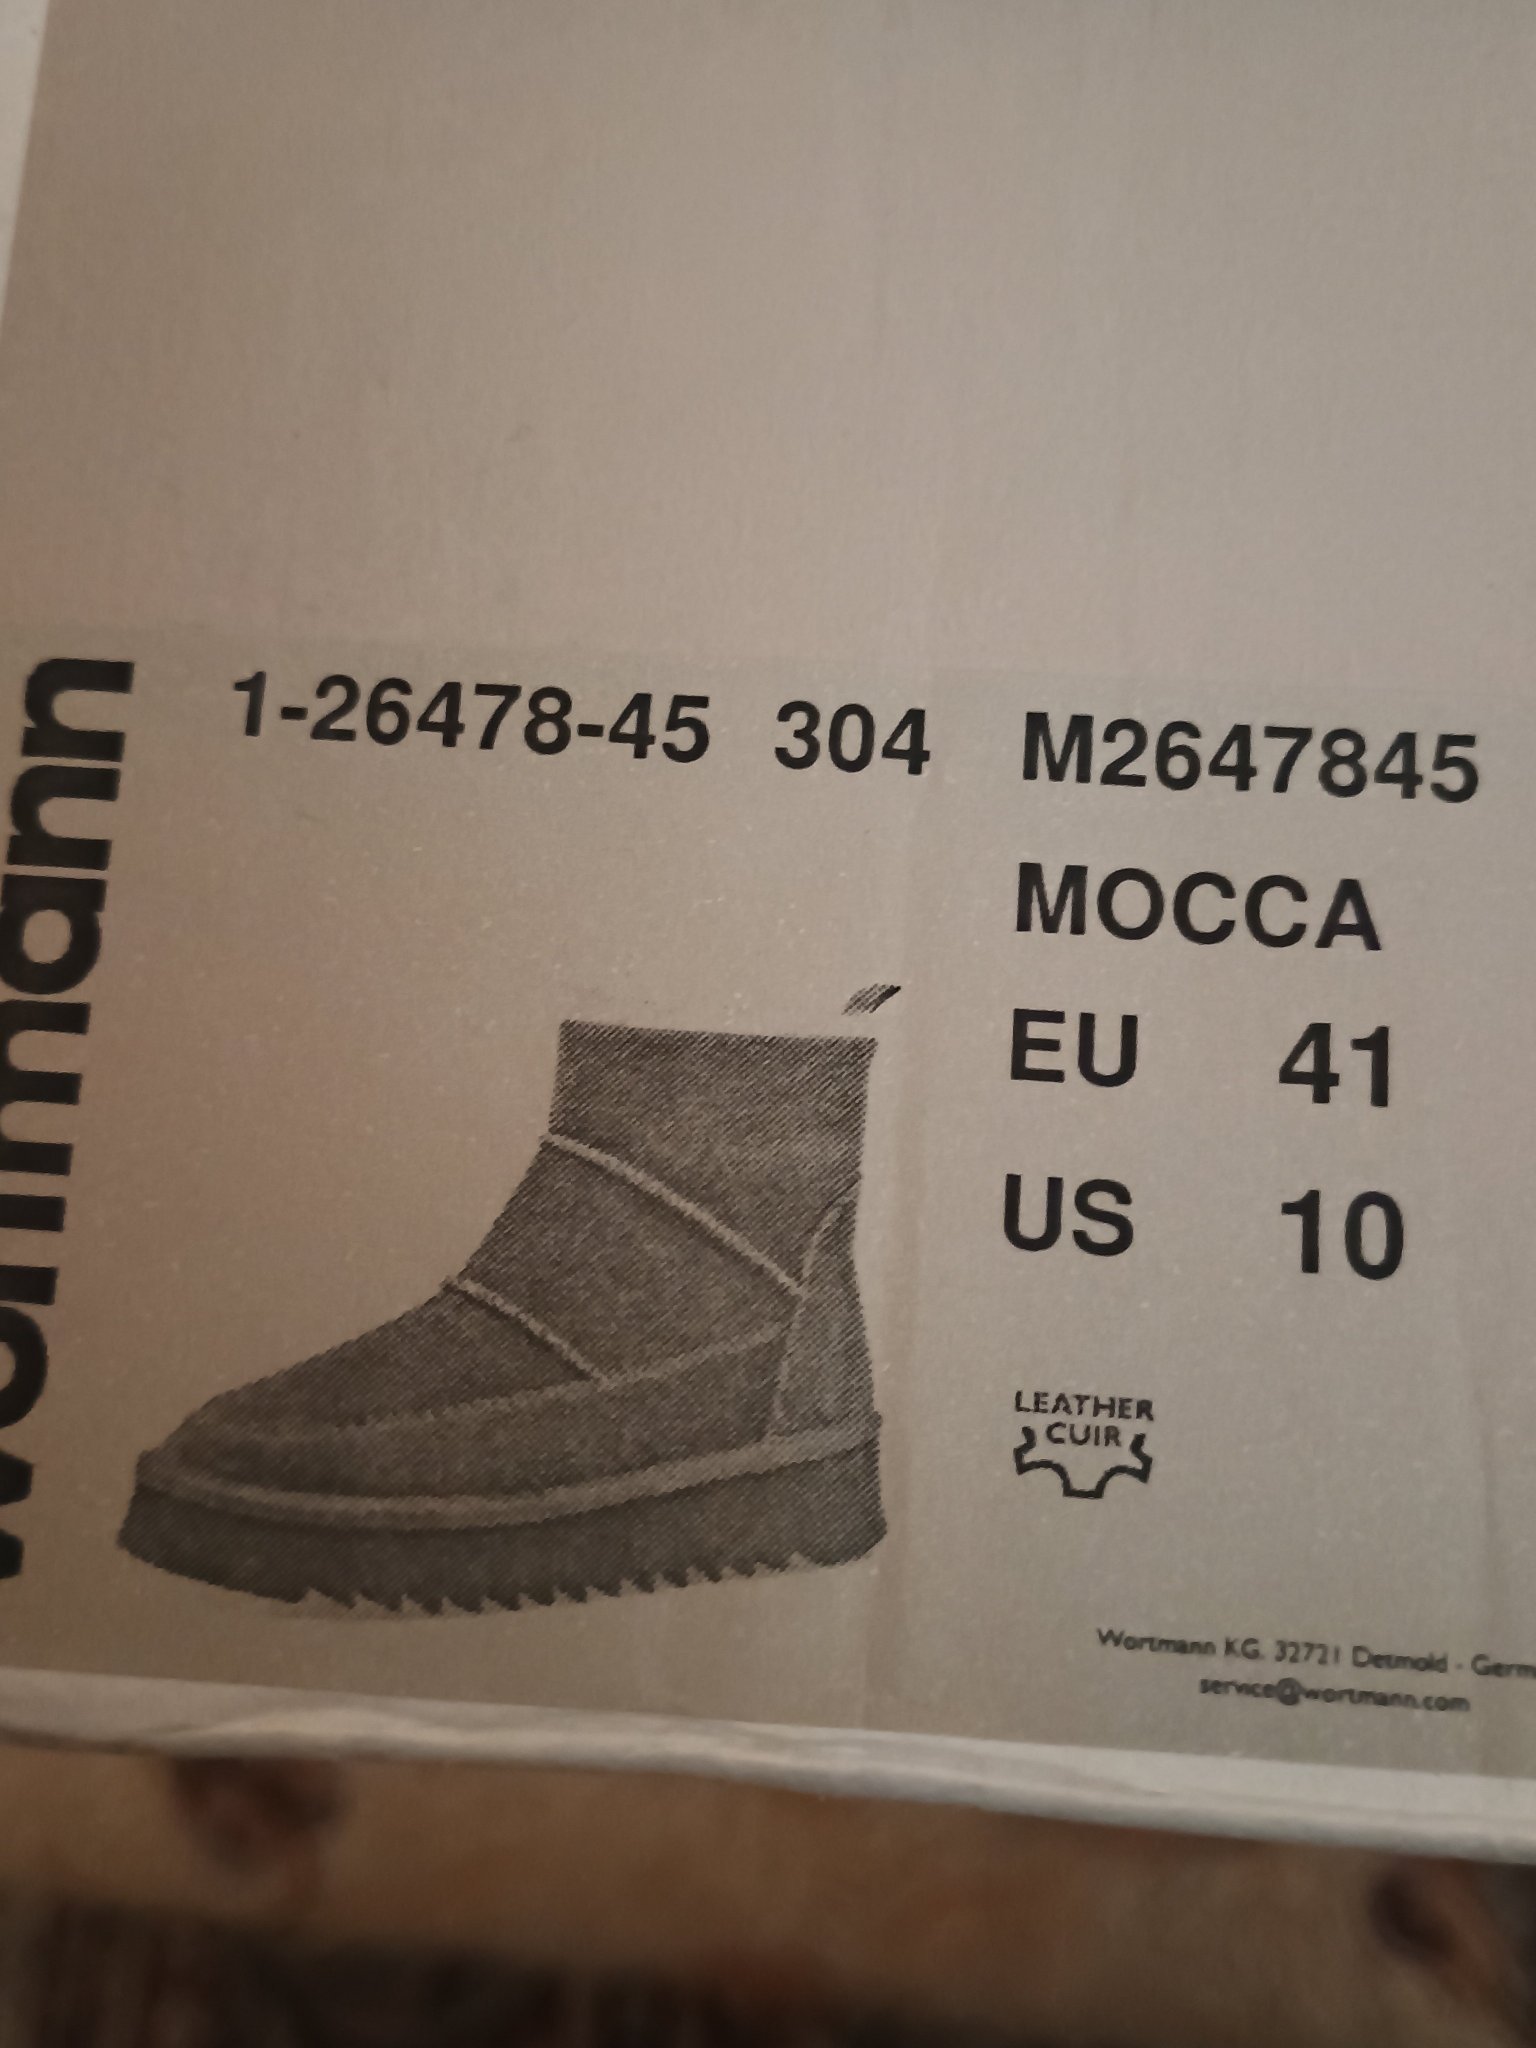 wortmann
1-26478-45 304 M2647845
MOCCA
EU 41
US 10
LEATHER
CUIR
Wortmann KG. 32721 Detmold - Germ
service@wortmann.com